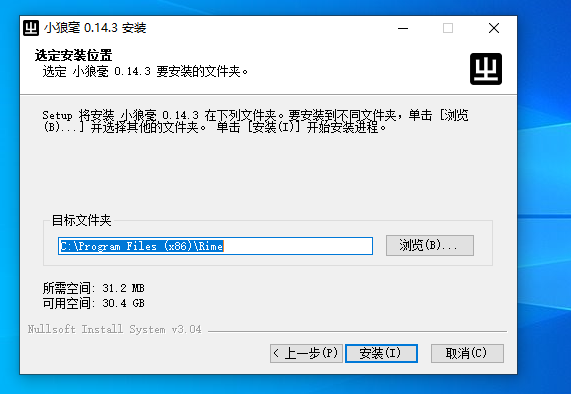 小狼毫 0.14.3 安装
选定安装位置
选定 小狼毫 0.14.3 要安装的文件夹。
Setup 将安装 小狼毫 0.14.3 在下列文件夹。要安装到不同文件夹，单击 [浏览
(B)...] 并选择其他的文件夹。 单击 [安装(I)] 开始安装进程。
目标文件夹
C:\Program Files (x86)\Rime
浏览(B)...
所需空间: 31.2 MB
可用空间: 30.4 GB
Nullsoft Install System v3.04
< 上一步(P) 安装(I) 取消(C)